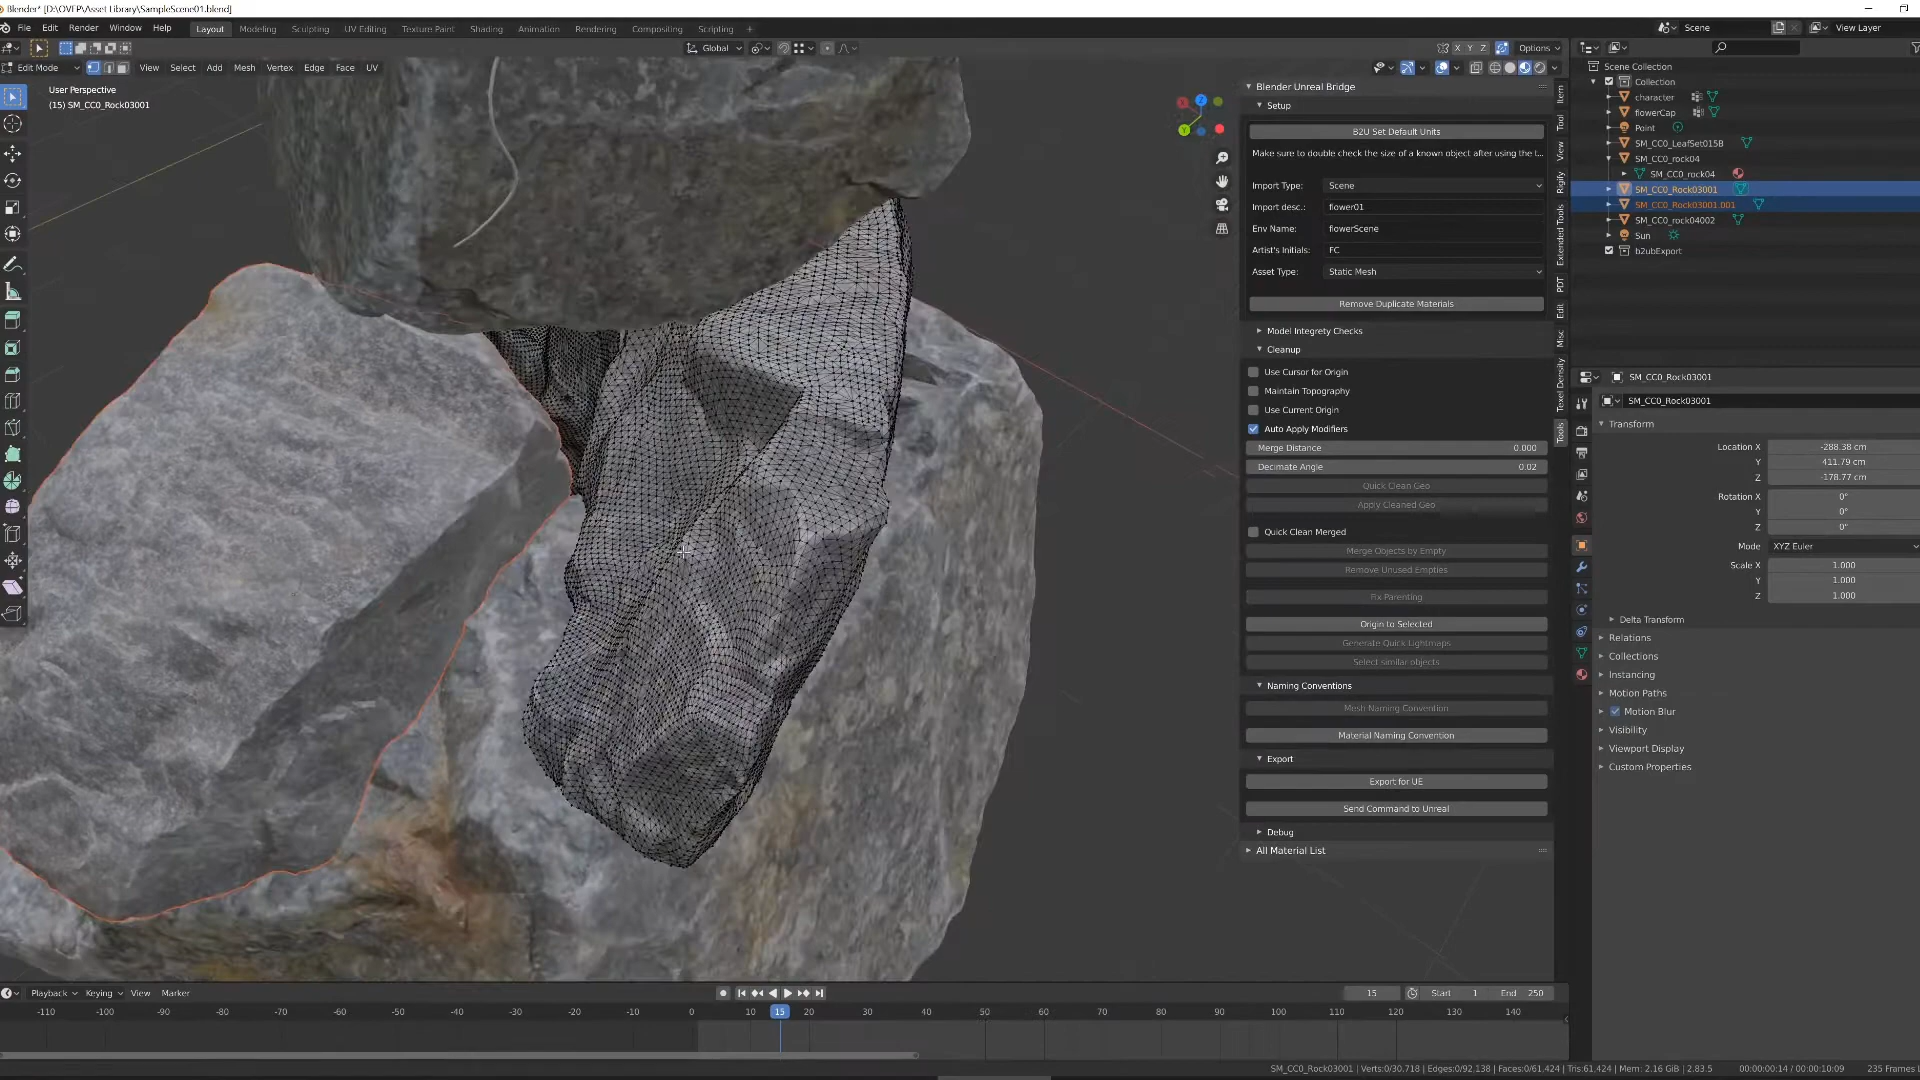 Blender* [D:\OVFP\Asset Library\SampleScene01.blend]
File Edit Render Window Help Layout Modeling Sculpting UV Editing Texture Paint Shading Animation Rendering Compositing Scripting + Scene View Layer
Global X Y Z Options
Edit Mode View Select Add Mesh Vertex Edge Face UV
User Perspective
(15) SM_CC0_Rock03001
Blender Unreal Bridge
Setup
B2U Set Default Units
Make sure to double check the size of a known object after using the t...
Import Type: Scene
Import desc.: flower01
Env Name: flowerScene
Artist's Initials: FC
Asset Type: Static Mesh
Remove Duplicate Materials
Model Integrety Checks
Cleanup
Use Cursor for Origin
Maintain Topography
Use Current Origin
Auto Apply Modifiers
Merge Distance 0.000
Decimate Angle 0.02
Quick Clean Geo
Apply Cleaned Geo
Quick Clean Merged
Merge Objects by Empty
Remove Unused Empties
Fix Parenting
Origin to Selected
Generate Quick Lightmaps
Select similar objects
Naming Conventions
Mesh Naming Convention
Material Naming Convention
Export
Export for UE
Send Command to Unreal
Debug
All Material List
Item
Tool
View
Rigify
Extended Tools
PDT
Edit
Misc
Texel Density
Tools
Scene Collection
Collection
character
flowerCap
Point
SM_CC0_LeafSet015B
SM_CC0_rock04
SM_CC0_rock04
SM_CC0_Rock03001
SM_CC0_Rock03001.001
SM_CC0_rock04002
Sun
b2ubExport
SM_CC0_Rock03001
SM_CC0_Rock03001
Transform
Location X -288.38 cm
Y 411.79 cm
Z -178.77 cm
Rotation X 0°
Y 0°
Z 0°
Mode XYZ Euler
Scale X 1.000
Y 1.000
Z 1.000
Delta Transform
Relations
Collections
Instancing
Motion Paths
Motion Blur
Visibility
Viewport Display
Custom Properties
Playback Keying View Marker 15 Start 1 End 250
-110 -100 -90 -80 -70 -60 -50 -40 -30 -20 -10 0 10 15 20 30 40 50 60 70 80 90 100 110 120 130 140
SM_CC0_Rock03001 | Verts:0/30,718 | Edges:0/92,138 | Faces:0/61,424 | Tris:61,424 | Mem: 2.16 GiB | 2.83.5 00:00:00:14 / 00:00:10:09 235 Frames L